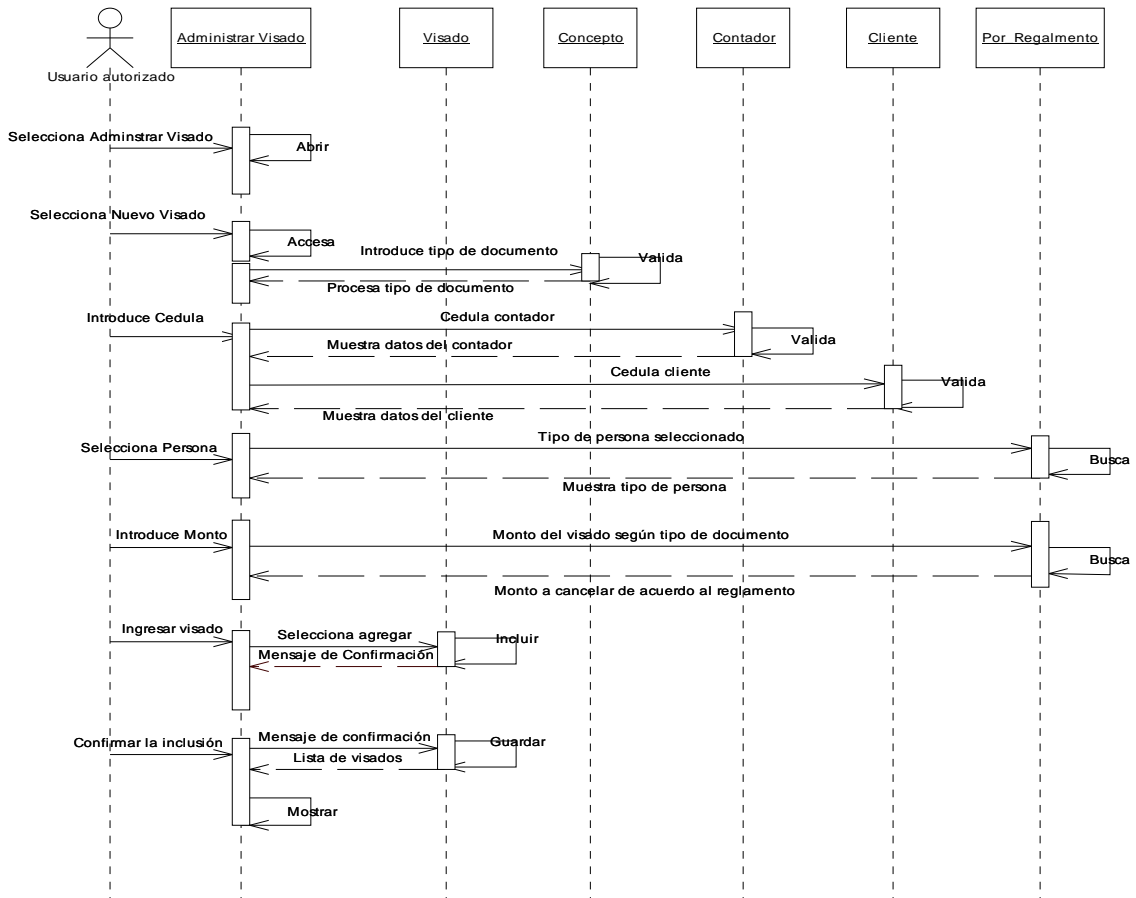 Administrar Visado
Visado
Concepto
Contador
Cliente
Por_Regalmento
Usuario autorizado
Selecciona Adminstrar Visado
Abrir
Selecciona Nuevo Visado
Accesa
Introduce tipo de documento
Valida
Procesa tipo de documento
Introduce Cedula
Cedula contador
Valida
Muestra datos del contador
Cedula cliente
Valida
Muestra datos del cliente
Selecciona Persona
Tipo de persona seleccionado
Busca
Muestra tipo de persona
Introduce Monto
Monto del visado según tipo de documento
Busca
Monto a cancelar de acuerdo al reglamento
Ingresar visado
Selecciona agregar
Incluir
Mensaje de Confirmación
Confirmar la inclusión
Mensaje de confirmación
Guardar
Lista de visados
Mostrar